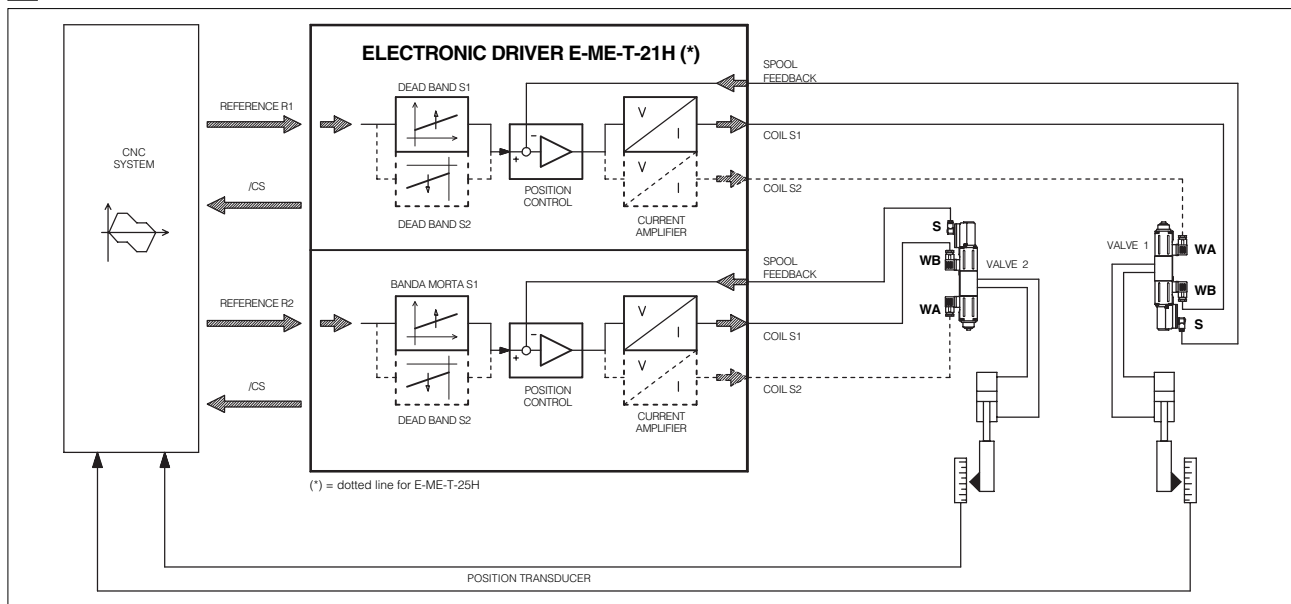 ELECTRONIC DRIVER E-ME-T-21H (*)
CNC
SYSTEM
REFERENCE R1
/CS
REFERENCE R2
/CS
DEAD BAND S1
DEAD BAND S2
V
I
V
I
+
-
POSITION
CONTROL
CURRENT
AMPLIFIER
SPOOL
FEEDBACK
COIL S1
COIL S2
BANDA MORTA S1
DEAD BAND S2
V
I
V
I
+
-
POSITION
CONTROL
CURRENT
AMPLIFIER
SPOOL
FEEDBACK
COIL S1
COIL S2
S
WB
WA
VALVE 2
VALVE 1
WA
WB
S
(*) = dotted line for E-ME-T-25H
POSITION TRANSDUCER